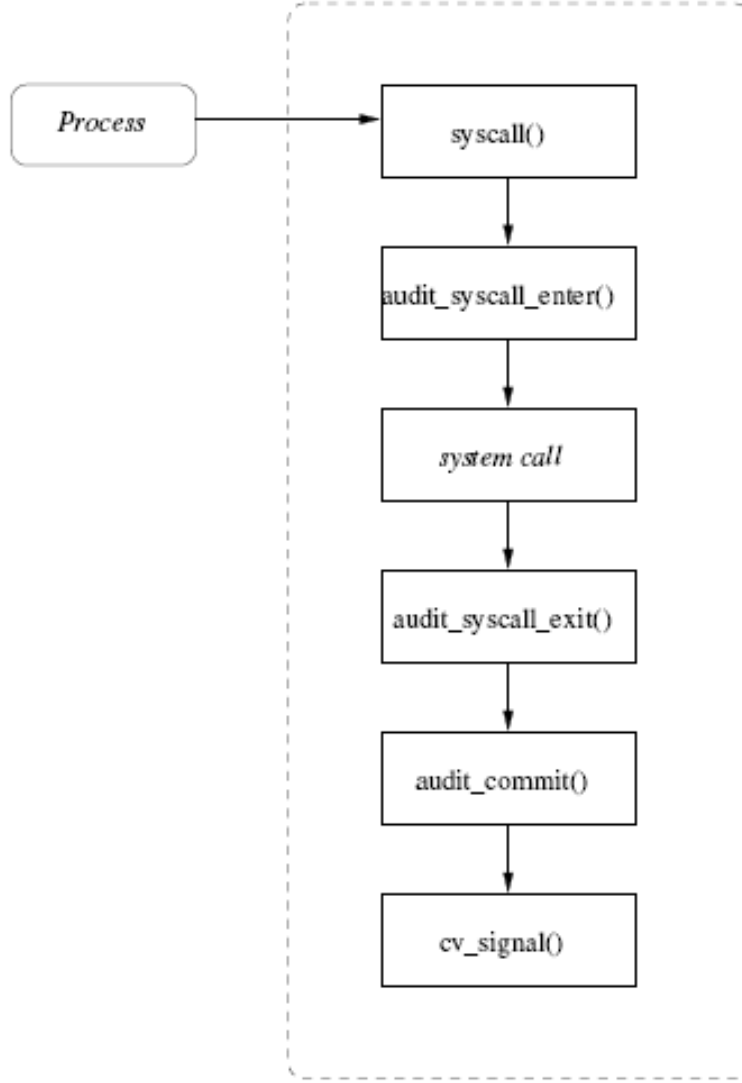 Process
syscall()
audit_syscall_enter()
system call
audit_syscall_exit()
audit_commit()
cv_signal()